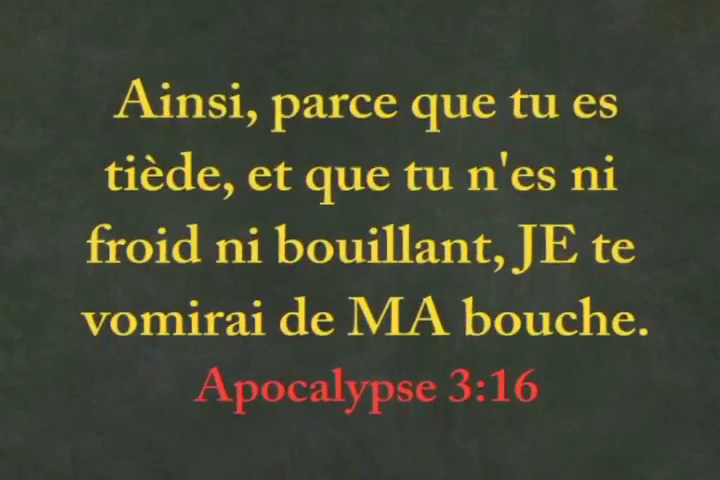 Ainsi, parce que tu es
tiède, et que tu n'es ni
froid ni bouillant, JE te
vomirai de MA bouche.
Apocalypse 3:16